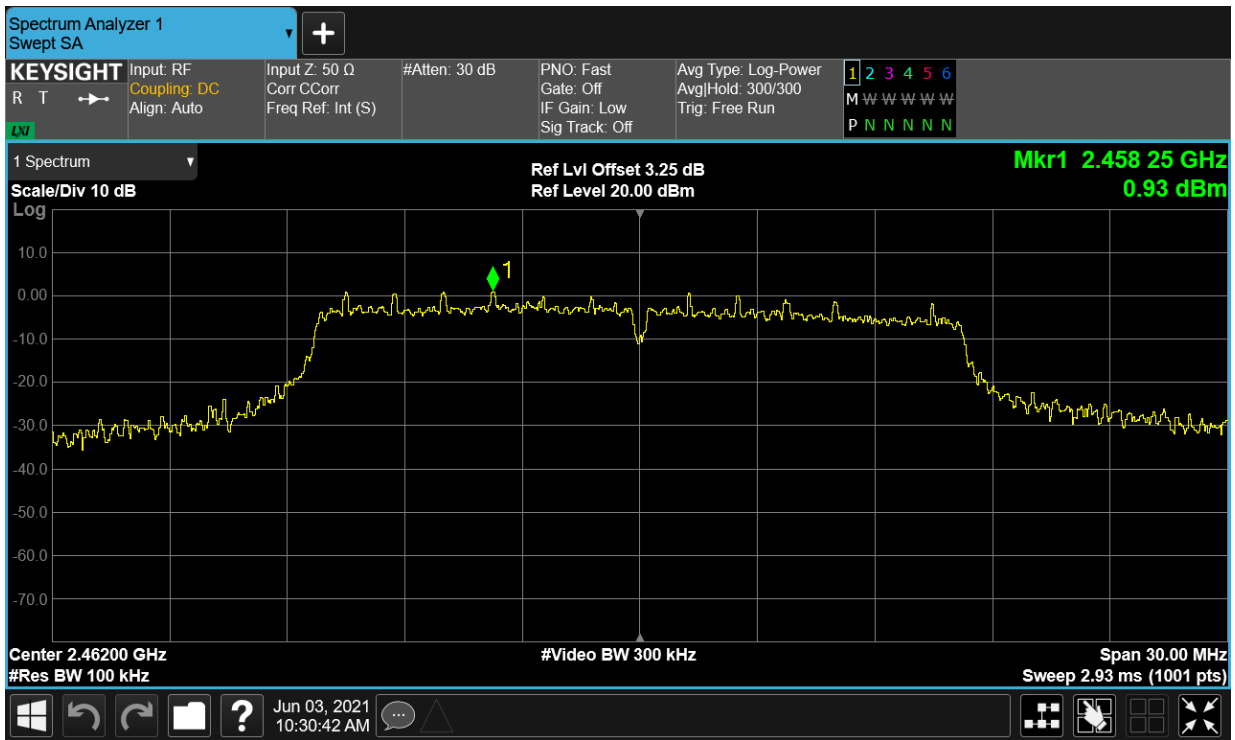 Spectrum Analyzer 1
Swept SA
KEYSIGHT
R T
LXI
Input: RF
Coupling: DC
Align: Auto
Input Z: 50 Ω
Corr CCorr
Freq Ref: Int (S)
#Atten: 30 dB
PNO: Fast
Gate: Off
IF Gain: Low
Sig Track: Off
Avg Type: Log-Power
Avg|Hold: 300/300
Trig: Free Run
1 2 3 4 5 6
M W W W W W
P N N N N N
1 Spectrum
Scale/Div 10 dB
Ref Lvl Offset 3.25 dB
Ref Level 20.00 dBm
Mkr1 2.458 25 GHz
0.93 dBm
Log
10.0
0.00
-10.0
-20.0
-30.0
-40.0
-50.0
-60.0
-70.0
1
Center 2.46200 GHz
#Res BW 100 kHz
#Video BW 300 kHz
Span 30.00 MHz
Sweep 2.93 ms (1001 pts)
?
Jun 03, 2021
10:30:42 AM